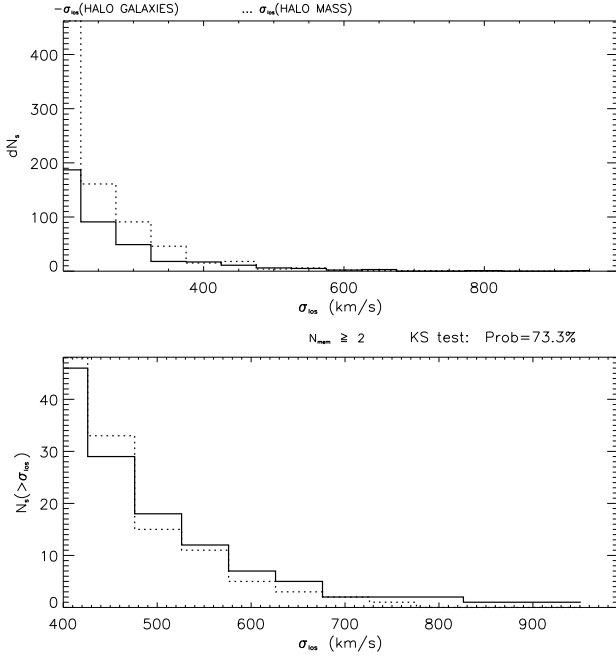 −σlos(HALO GALAXIES) ... σlos(HALO MASS)
400
300
200
100
0
dNs
400 600 800
σlos (km/s)
Nmem ≧ 2 KS test: Prob=73.3%
40
30
20
10
0
Ns(>σlos)
400 500 600 700 800 900
σlos (km/s)